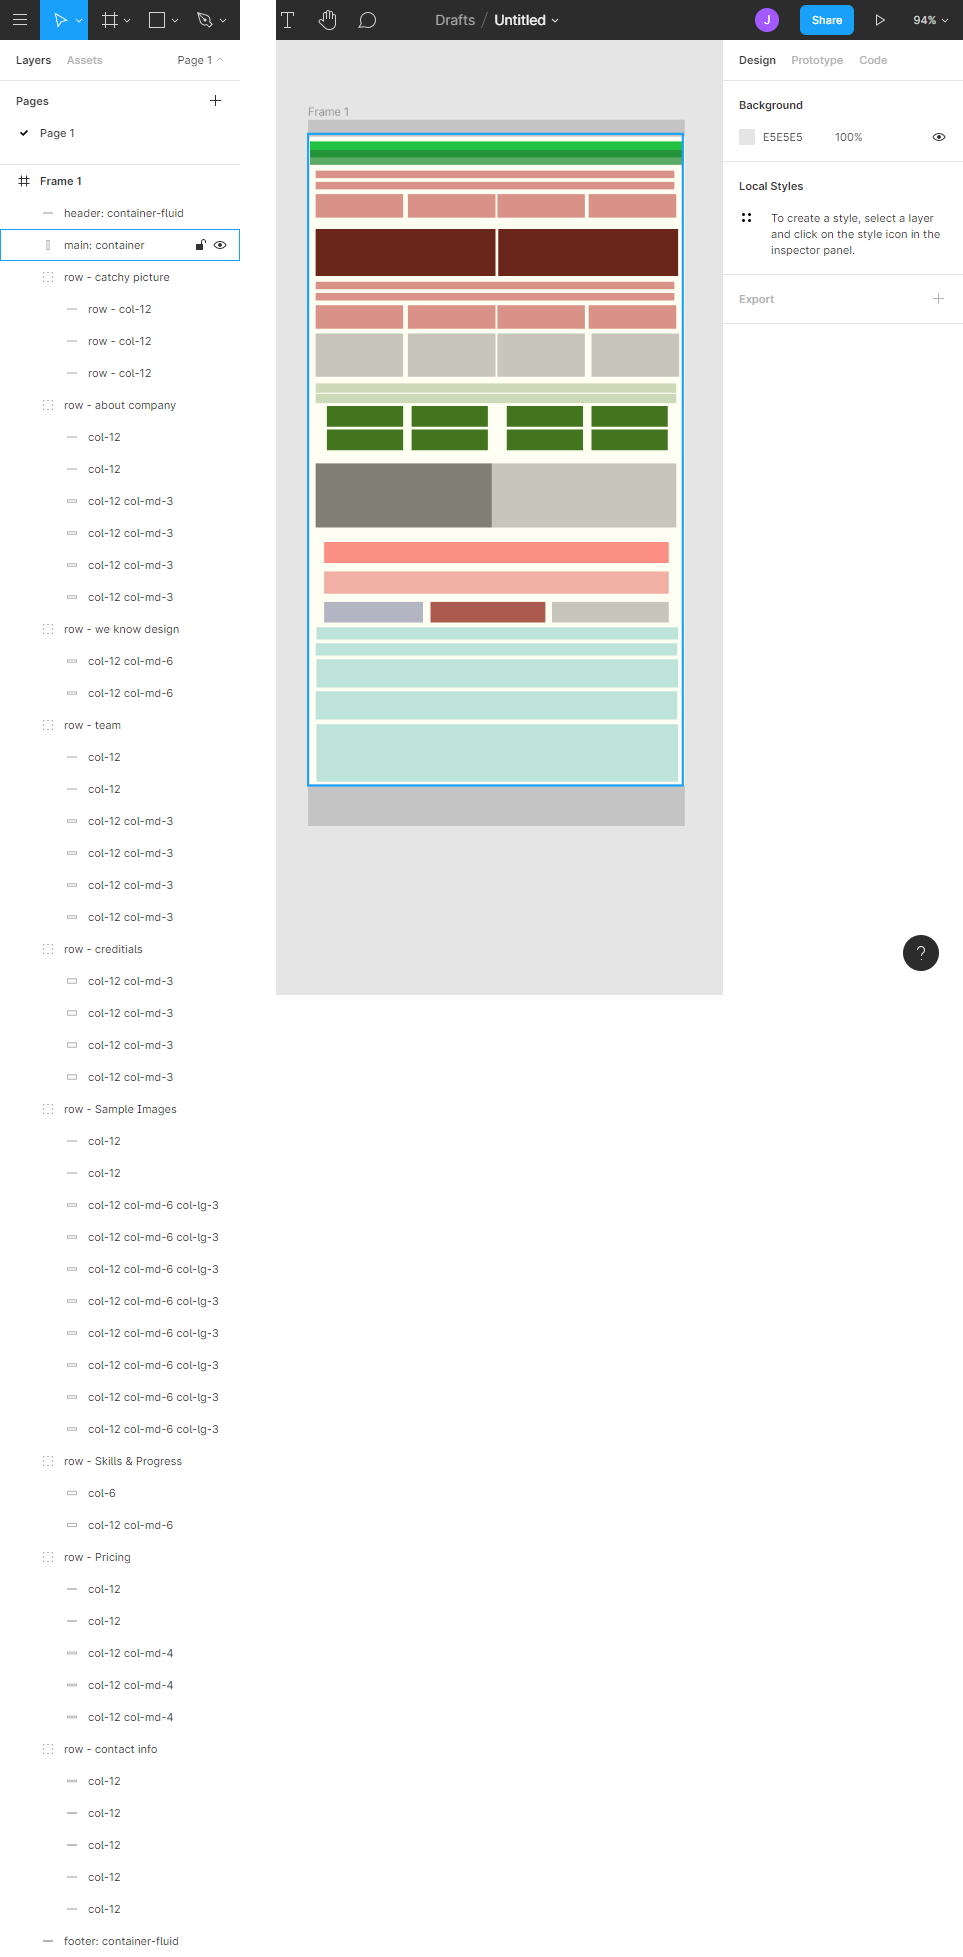 Drafts / Untitled
J
Share
94%
Layers
Assets
Page 1
Pages
Page 1
Frame 1
header: container-fluid
main: container
row - catchy picture
row - col-12
row - col-12
row - col-12
row - about company
col-12
col-12
col-12 col-md-3
col-12 col-md-3
col-12 col-md-3
col-12 col-md-3
row - we know design
col-12 col-md-6
col-12 col-md-6
row - team
col-12
col-12
col-12 col-md-3
col-12 col-md-3
col-12 col-md-3
col-12 col-md-3
row - creditials
col-12 col-md-3
col-12 col-md-3
col-12 col-md-3
col-12 col-md-3
row - Sample Images
col-12
col-12
col-12 col-md-6 col-lg-3
col-12 col-md-6 col-lg-3
col-12 col-md-6 col-lg-3
col-12 col-md-6 col-lg-3
col-12 col-md-6 col-lg-3
col-12 col-md-6 col-lg-3
col-12 col-md-6 col-lg-3
col-12 col-md-6 col-lg-3
row - Skills & Progress
col-6
col-12 col-md-6
row - Pricing
col-12
col-12
col-12 col-md-4
col-12 col-md-4
col-12 col-md-4
row - contact info
col-12
col-12
col-12
col-12
col-12
footer: container-fluid
Frame 1
Design
Prototype
Code
Background
E5E5E5
100%
Local Styles
To create a style, select a layer
and click on the style icon in the
inspector panel.
Export
?